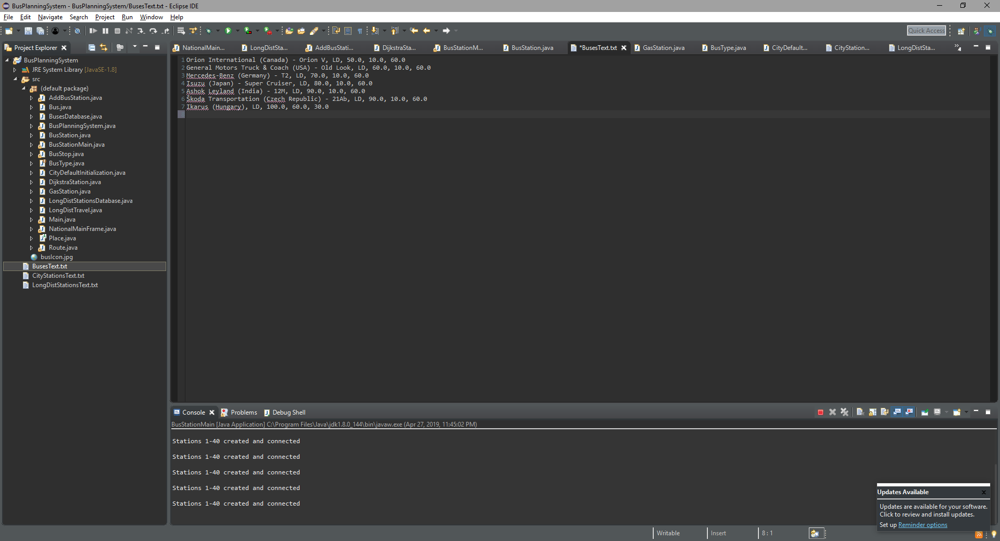 BusPlanningSystem - BusPlanningSystem/BusesText.txt - Eclipse IDE
File Edit Navigate Search Project Run Window Help
Quick Access
Project Explorer
NationalMain... LongDistSta... AddBusStati... DijkstraSta... BusStationM... BusStation.java *BusesText.txt GasStation.java BusType.java CityDefault... CityStation... LongDistSta... »4
BusPlanningSystem
JRE System Library [JavaSE-1.8]
src
(default package)
AddBusStation.java
Bus.java
BusesDatabase.java
BusPlanningSystem.java
BusStation.java
BusStationMain.java
BusStop.java
BusType.java
CityDefaultInitialization.java
DijkstraStation.java
GasStation.java
LongDistStationsDatabase.java
LongDistTravel.java
Main.java
NationalMainFrame.java
Place.java
Route.java
busIcon.jpg
BusesText.txt
CityStationsText.txt
LongDistStationsText.txt
1 Orion International (Canada) - Orion V, LD, 50.0, 10.0, 60.0
2 General Motors Truck & Coach (USA) - Old Look, LD, 60.0, 10.0, 60.0
3 Mercedes-Benz (Germany) - T2, LD, 70.0, 10.0, 60.0
4 Isuzu (Japan) - Super Cruiser, LD, 80.0, 10.0, 60.0
5 Ashok Leyland (India) - 12M, LD, 90.0, 10.0, 60.0
6 Škoda Transportation (Czech Republic) - 21Ab, LD, 90.0, 10.0, 60.0
7 Ikarus (Hungary), LD, 100.0, 60.0, 30.0
Console Problems Debug Shell
BusStationMain [Java Application] C:\Program Files\Java\jdk1.8.0_144\bin\javaw.exe (Apr 27, 2019, 11:45:02 PM)
Stations 1-40 created and connected
Stations 1-40 created and connected
Stations 1-40 created and connected
Stations 1-40 created and connected
Stations 1-40 created and connected
Updates Available
Updates are available for your software.
Click to review and install updates.
Set up Reminder options
Writable Insert 8 : 1